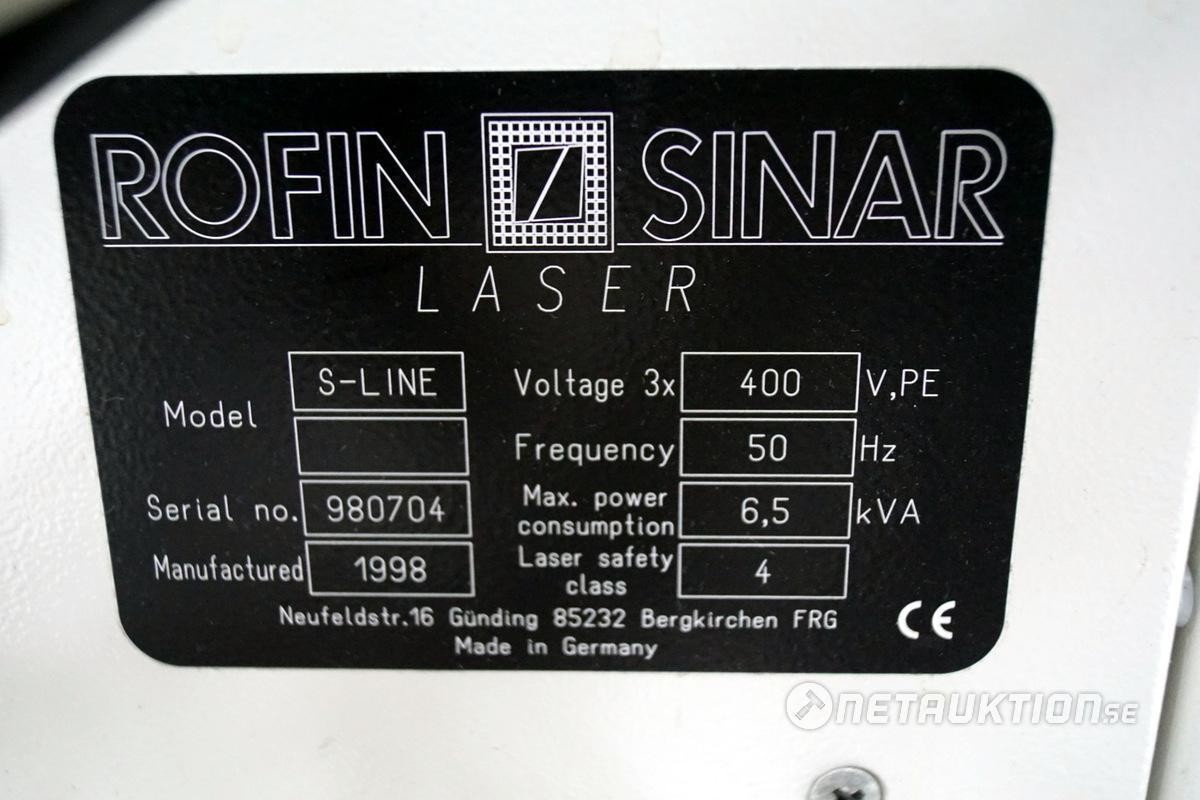 ROFIN SINAR
LASER
Model S-LINE
Serial no. 980704
Manufactured 1998
Voltage 3x 400 V,PE
Frequency 50 Hz
Max. power
consumption 6,5 kVA
Laser safety
class 4
Neufeldstr.16 Günding 85232 Bergkirchen FRG
Made in Germany
CE
NETAUKTION.SE